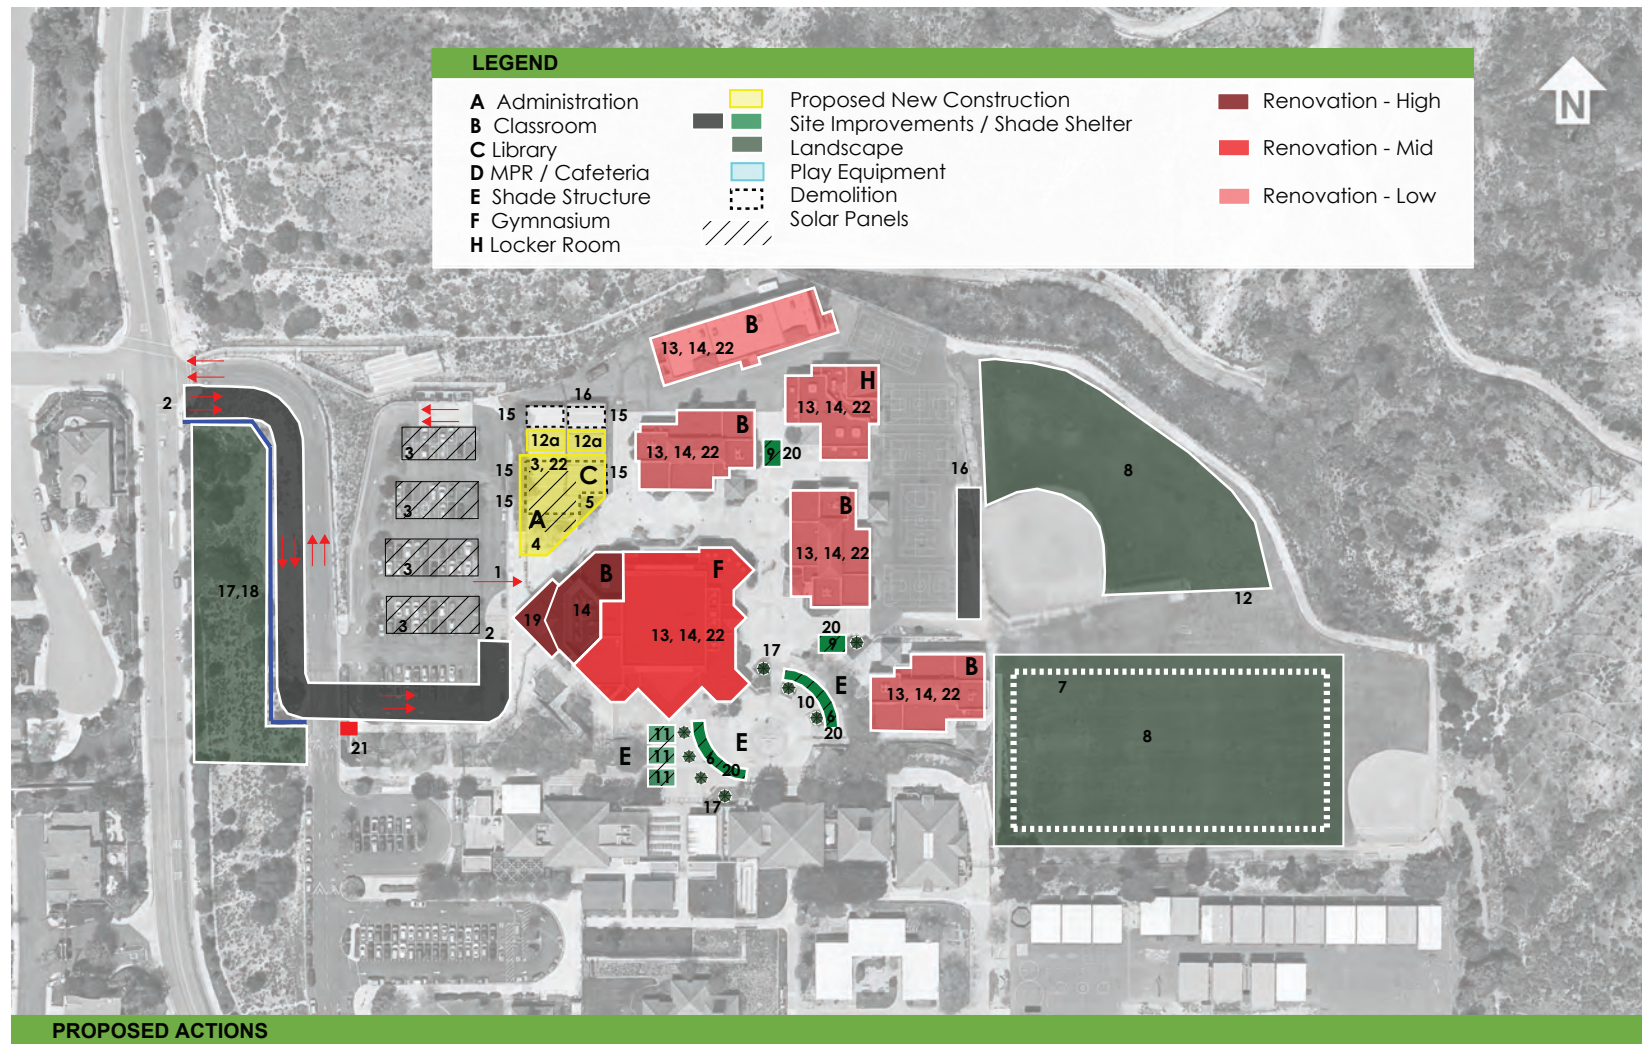 LEGEND
A Administration
B Classroom
C Library
D MPR / Cafeteria
E Shade Structure
F Gymnasium
H Locker Room
Proposed New Construction
Site Improvements / Shade Shelter
Landscape
Play Equipment
Demolition
Solar Panels
Renovation - High
Renovation - Mid
Renovation - Low
N
B
13, 14, 22
H
13, 14, 22
2
16
15
15
12a
12a
B
13, 14, 22
9
20
3
3, 22
15
C
15
16
8
15
5
3
A
4
B
13, 14, 22
3
1
B
F
17,18
14
12
3
19
2
13, 14, 22
20
9
17
E
B
13, 14, 22
7
10
6
20
8
21
11
E
11
E
6
20
11
17
PROPOSED ACTIONS